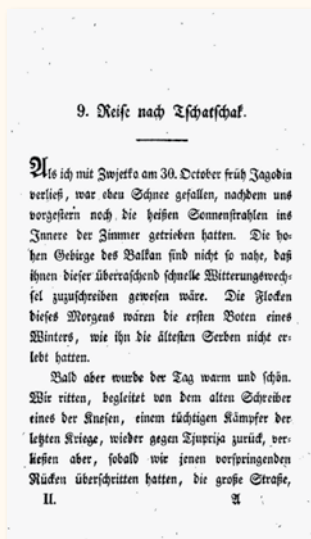 9. Reise nach Tschatschak.
Als ich mit Zwjetko am 30. October früh Jagodin
verließ, war eben Schnee gefallen, nachdem uns
vorgestern noch die heißen Sonnenstrahlen ins
Innere der Zimmer getrieben hatten. Die ho-
hen Gebirge des Balkan sind nicht so nahe, daß
ihnen dieser überraschend schnelle Witterungswech-
sel zuzuschreiben gewesen wäre. Die Flocken
dieses Morgens waren die ersten Boten eines
Winters, wie ihn die ältesten Serben nicht er-
lebt hatten.
Bald aber wurde der Tag warm und schön.
Wir ritten, begleitet von dem alten Schreiber
eines der Knesen, einem tüchtigen Kämpfer der
letzten Kriege, wieder gegen Tjuprija zurück, ver-
ließen aber, sobald wir jenen vorspringenden
Rücken überschritten hatten, die große Straße,
II. A